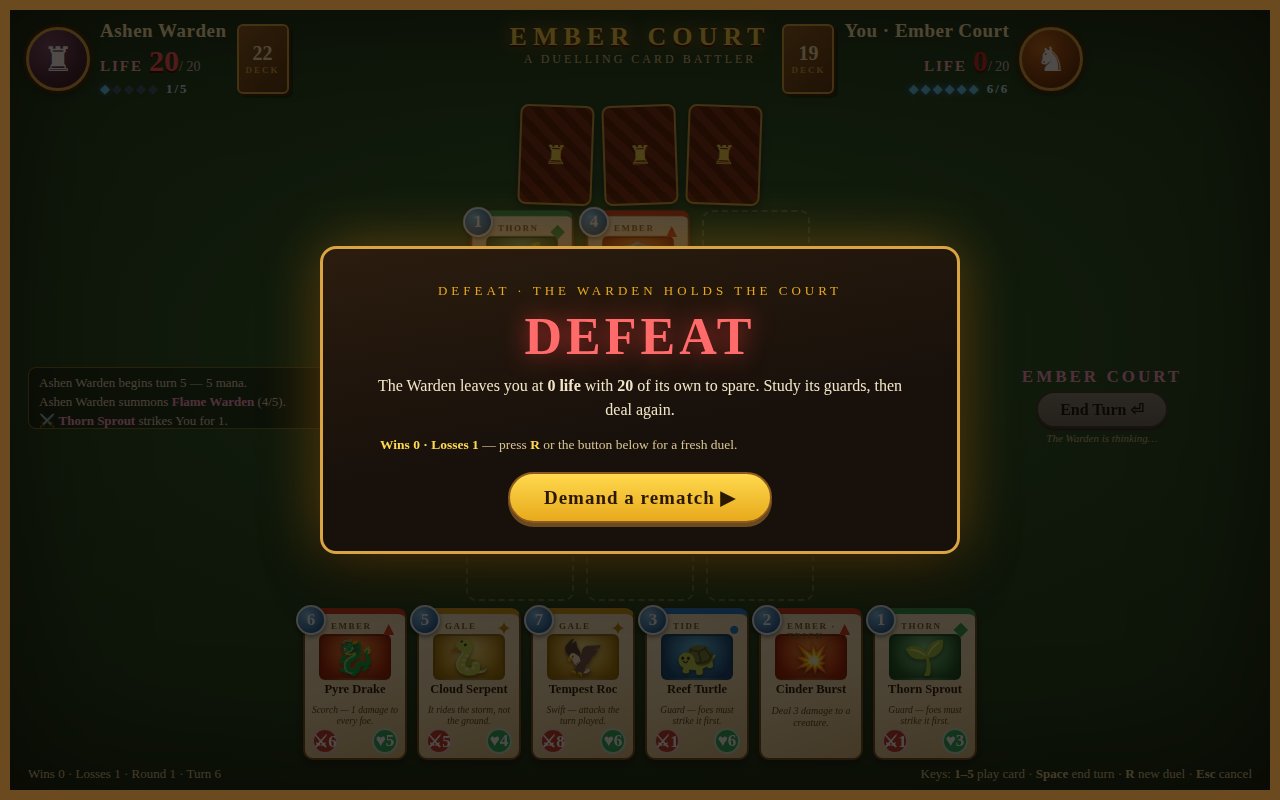 Ashen Warden
LIFE 20 / 20
1/5
22
DECK
EMBER COURT
A DUELLING CARD BATTLER
19
DECK
You · Ember Court
LIFE 0 / 20
6/6
1
THORN
4
EMBER
DEFEAT · THE WARDEN HOLDS THE COURT
DEFEAT
The Warden leaves you at 0 life with 20 of its own to spare. Study its guards, then
deal again.
Wins 0 · Losses 1 — press R or the button below for a fresh duel.
Demand a rematch ▶
Ashen Warden begins turn 5 — 5 mana.
Ashen Warden summons Flame Warden (4/5).
⚔️ Thorn Sprout strikes You for 1.
EMBER COURT
End Turn ⏎
The Warden is thinking…
6
EMBER
Pyre Drake
Scorch — 1 damage to
every foe.
⚔6
♥5
5
GALE
Cloud Serpent
It rides the storm, not
the ground.
⚔5
♥4
7
GALE
Tempest Roc
Swift — attacks the
turn played.
⚔8
♥6
3
TIDE
Reef Turtle
Guard — foes must
strike it first.
⚔1
♥6
2
EMBER ·
Cinder Burst
Deal 3 damage to a
creature.
1
THORN
Thorn Sprout
Guard — foes must
strike it first.
⚔1
♥3
Wins 0 · Losses 1 · Round 1 · Turn 6
Keys: 1–5 play card · Space end turn · R new duel · Esc cancel